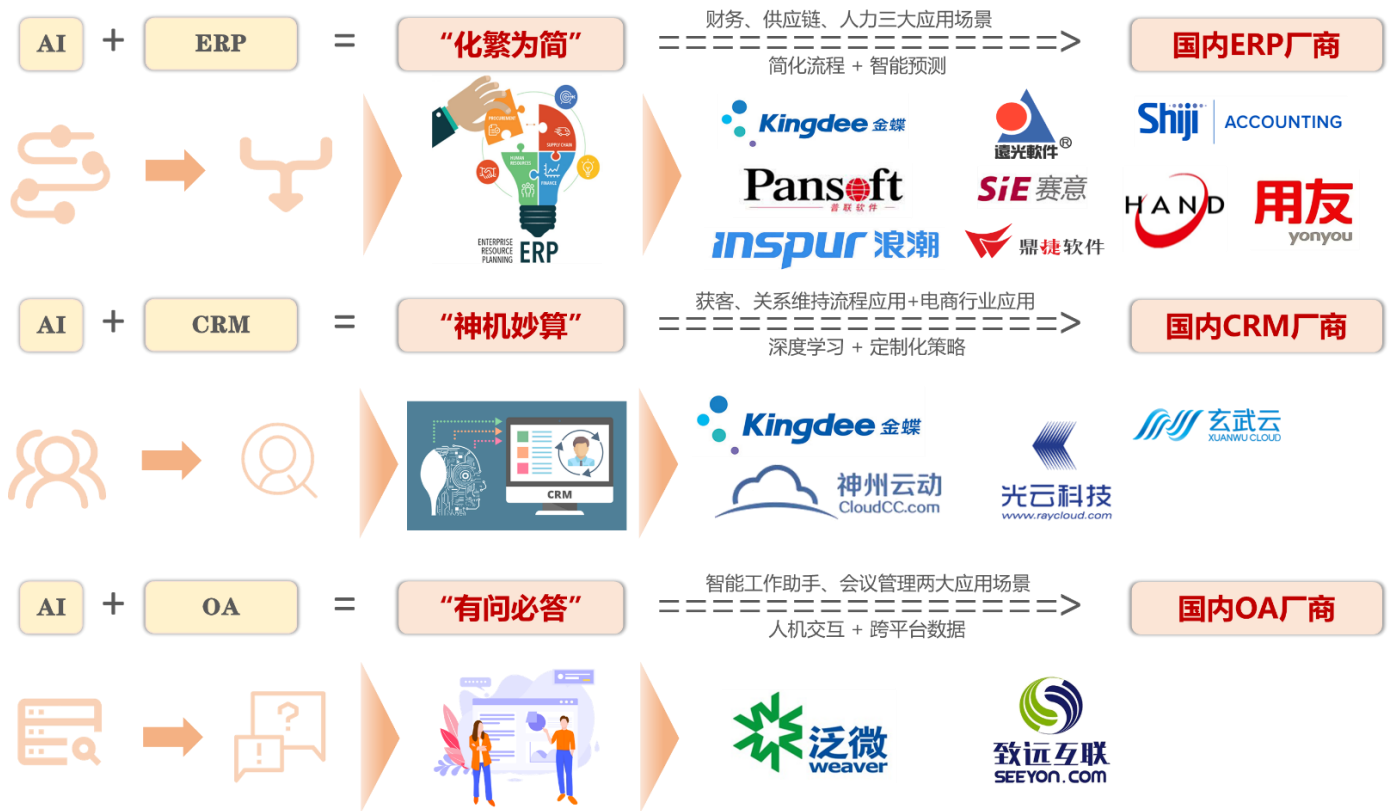 AI + ERP = “化繁为简” 财务、供应链、人力三大应用场景 国内ERP厂商
简化流程 + 智能预测
PROCUREMENT
SUPPLY CHAIN
HUMAN RESOURCES
FINANCE
ENTERPRISE
RESOURCE
PLANNING ERP
Kingdee 金蝶
遠光軟件®
Shiji ACCOUNTING
Pansoft
普联软件
SiE 赛意
HAND
用友
yonyou
inspur 浪潮
鼎捷软件
AI + CRM = “神机妙算” 获客、关系维持流程应用+电商行业应用 国内CRM厂商
深度学习 + 定制化策略
CRM
Kingdee 金蝶
玄武云
XUANWU CLOUD
神州云动
CloudCC.com
光云科技
www.raycloud.com
AI + OA = “有问必答” 智能工作助手、会议管理两大应用场景 国内OA厂商
人机交互 + 跨平台数据
?
!
泛微
weaver
致远互联
SEEYON.COM